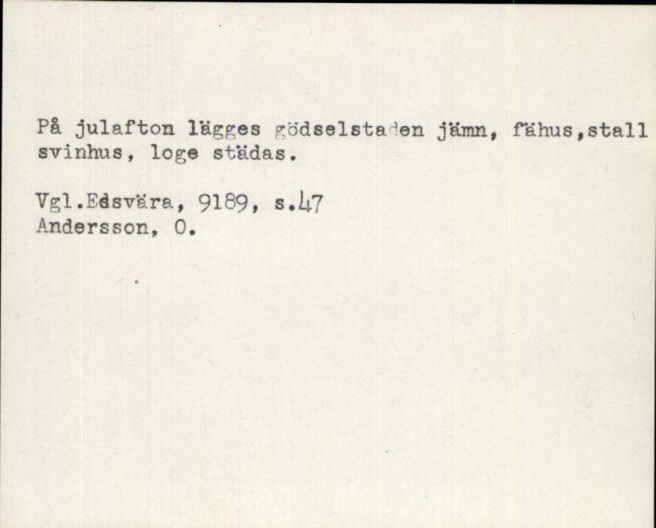 På julafton lägges gödselstaden jämn, fähus,stall
svinhus, loge städas.
Vgl.Edsvära, 9189, s.47
Andersson, O.